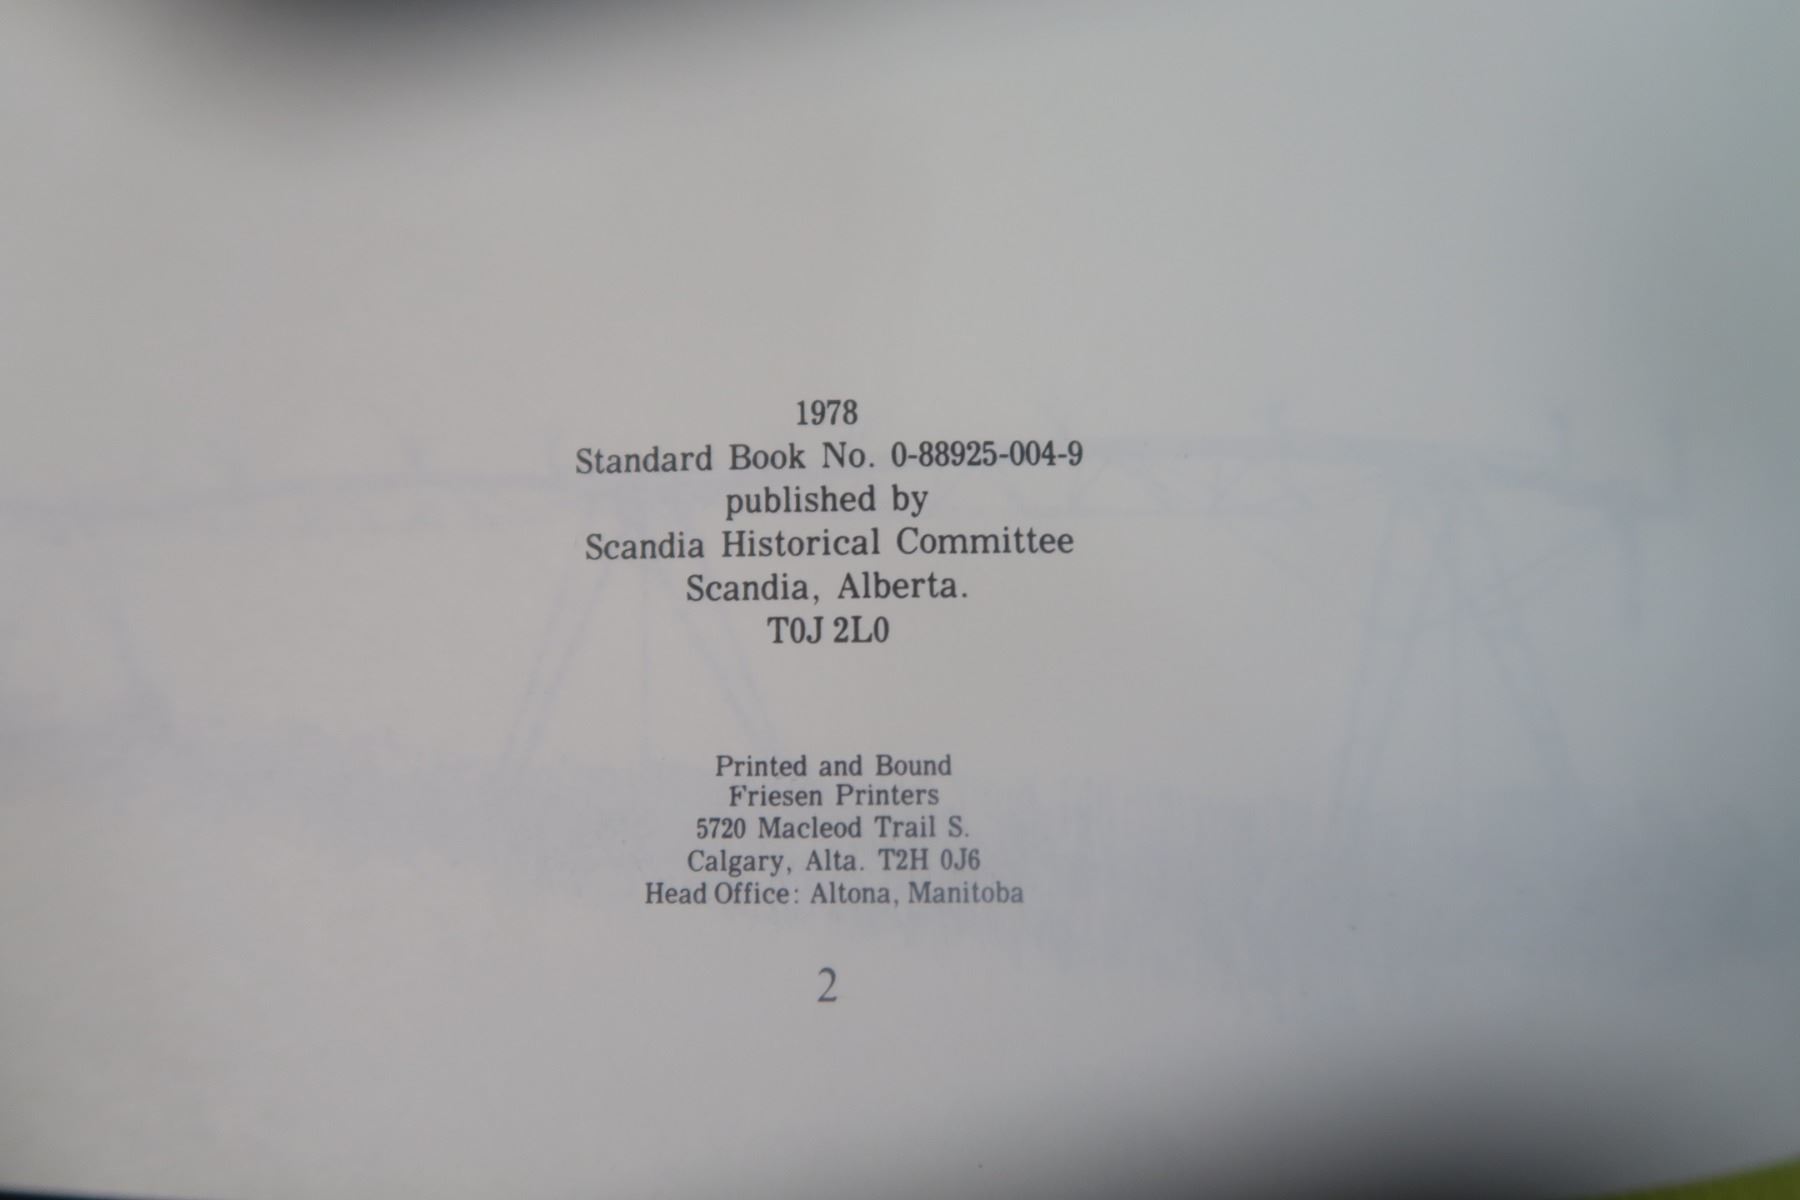 1978
Standard Book No. 0-88925-004-9
published by
Scandia Historical Committee
Scandia, Alberta.
T0J 2L0
Printed and Bound
Friesen Printers
5720 Macleod Trail S.
Calgary, Alta. T2H 0J6
Head Office: Altona, Manitoba
2